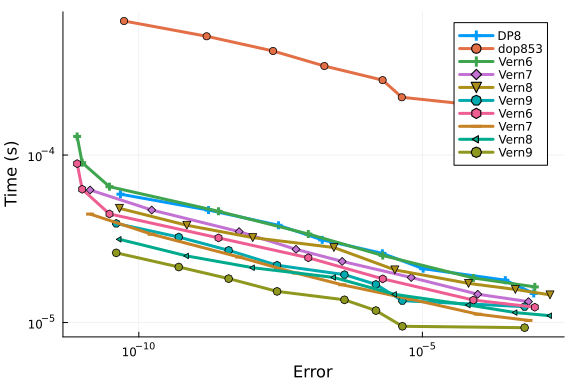 Time (s)
10⁻⁴
10⁻⁵
10⁻¹⁰
10⁻⁵
Error
DP8
dop853
Vern6
Vern7
Vern8
Vern9
Vern6
Vern7
Vern8
Vern9